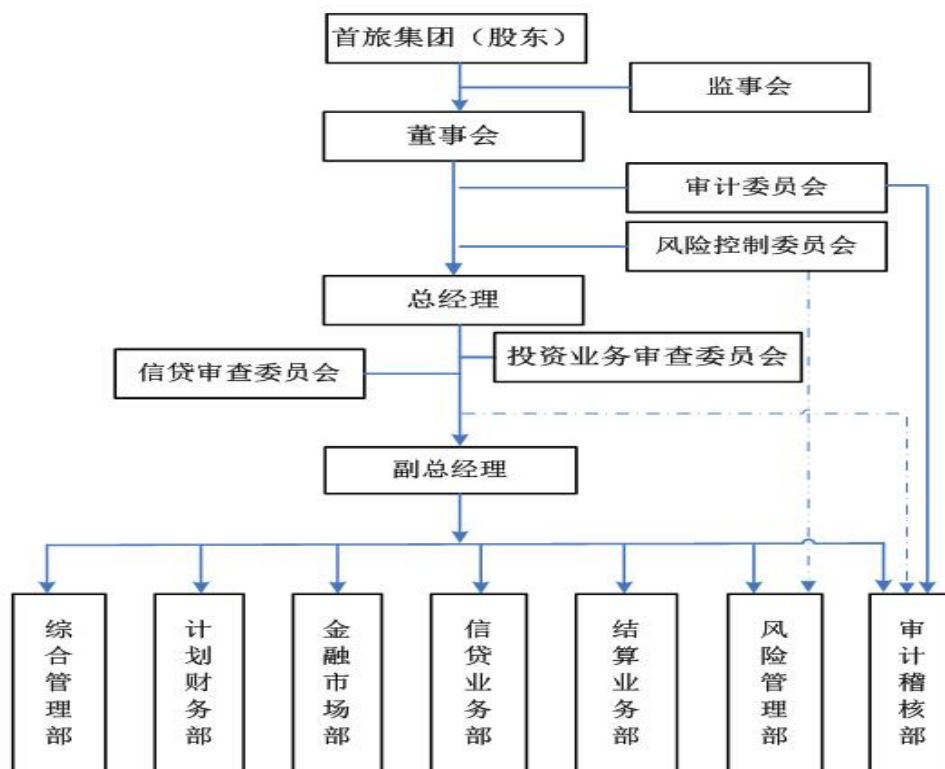 首旅集团（股东）
监事会
董事会
审计委员会
风险控制委员会
总经理
投资业务审查委员会
信贷审查委员会
副总经理
综合管理部
计划财务部
金融市场部
信贷业务部
结算业务部
风险管理部
审计稽核部